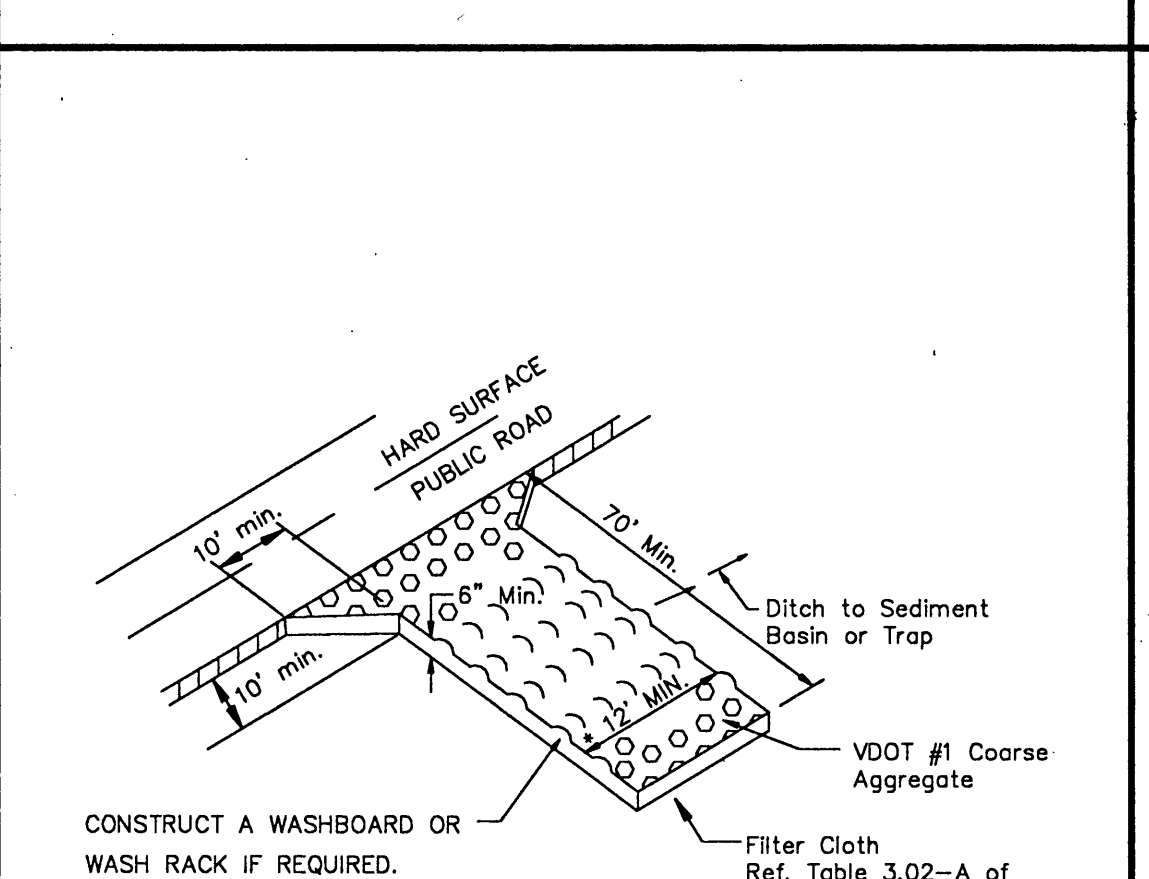 HARD SURFACE
PUBLIC ROAD
10' min.
70' Min.
6" Min.
Ditch to Sediment
Basin or Trap
10' min.
* 12' MIN.
VDOT #1 Coarse
Aggregate
CONSTRUCT A WASHBOARD OR
WASH RACK IF REQUIRED.
Filter Cloth
Ref. Table 3.02-A of